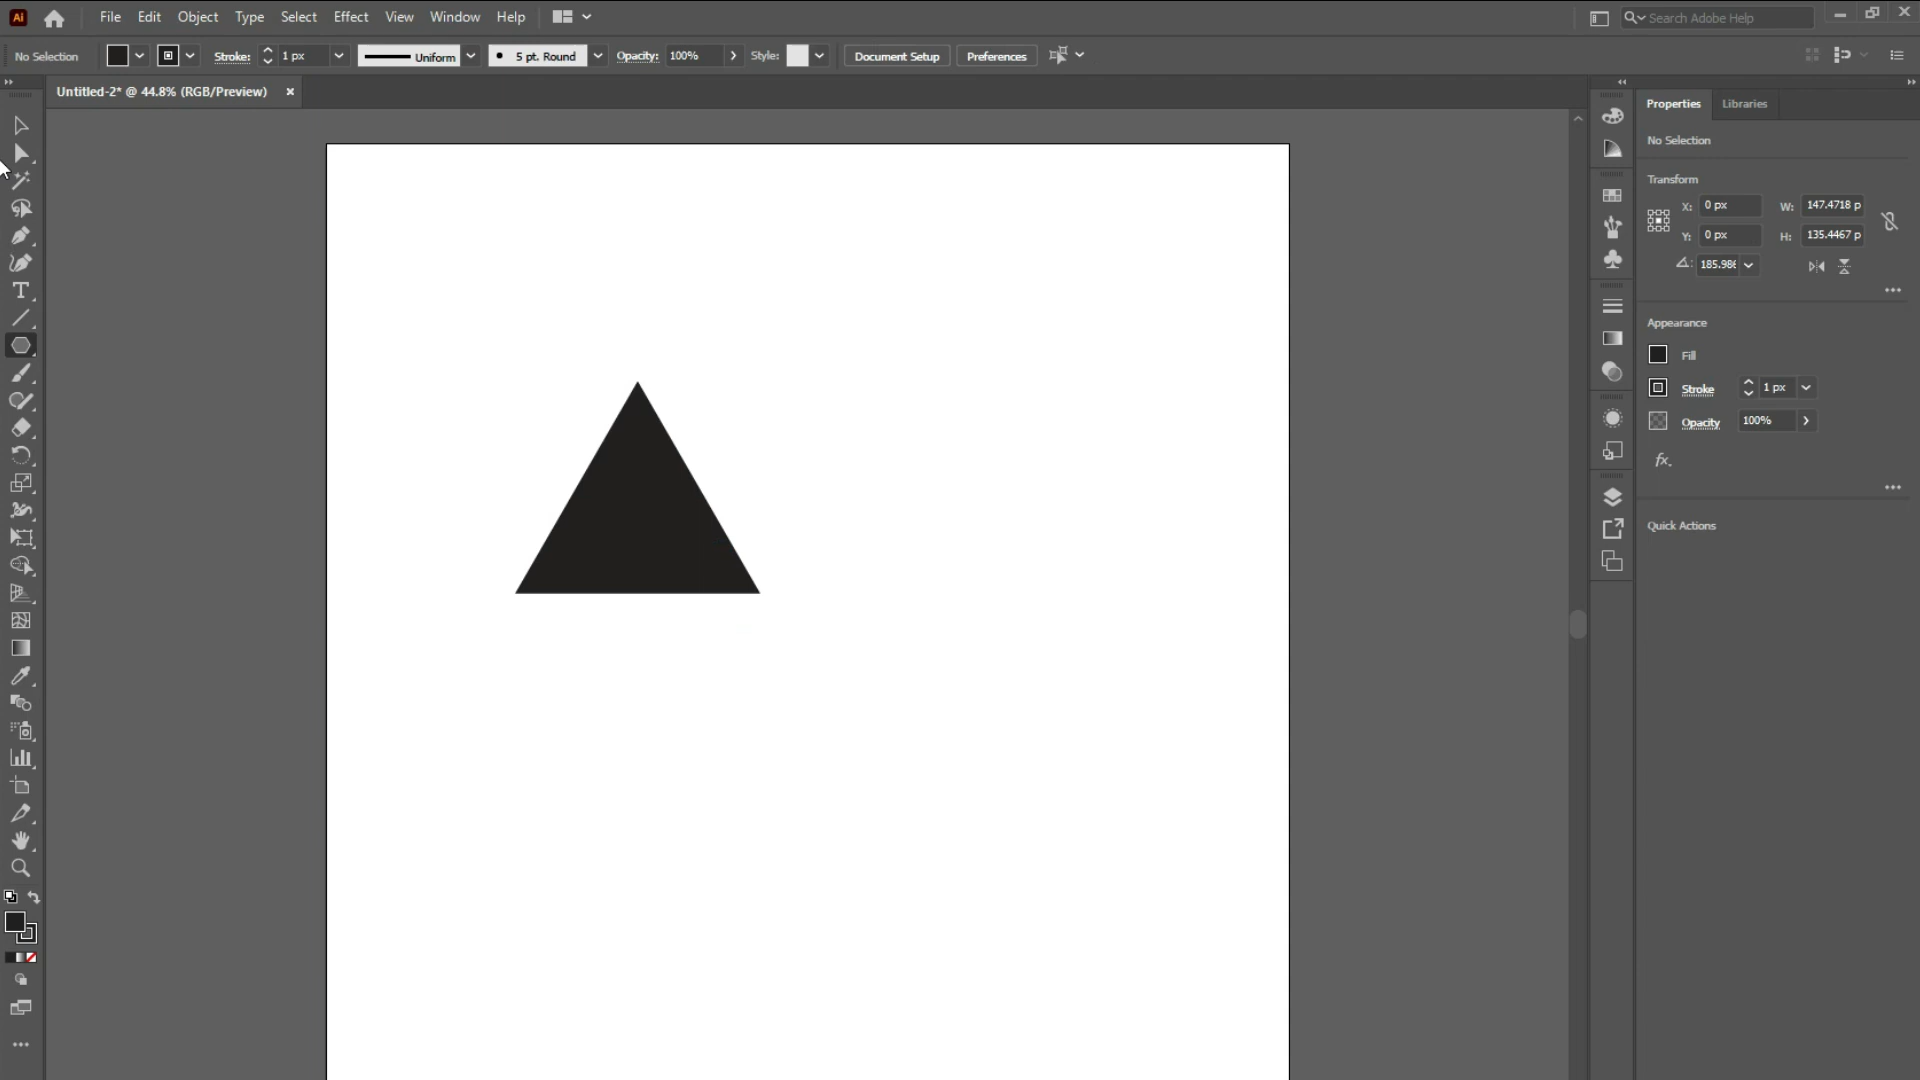 Ai File Edit Object Type Select Effect View Window Help Search Adobe Help
No Selection Stroke: 1 px Uniform 5 pt. Round Opacity: 100% Style: Document Setup Preferences
Untitled-2* @ 44.8% (RGB/Preview)
Properties Libraries
No Selection
Transform
X: 0 px W: 147.4718 p
Y: 0 px H: 135.4467 p
185.98
Appearance
Fill
Stroke 1 px
Opacity 100%
fx.
Quick Actions